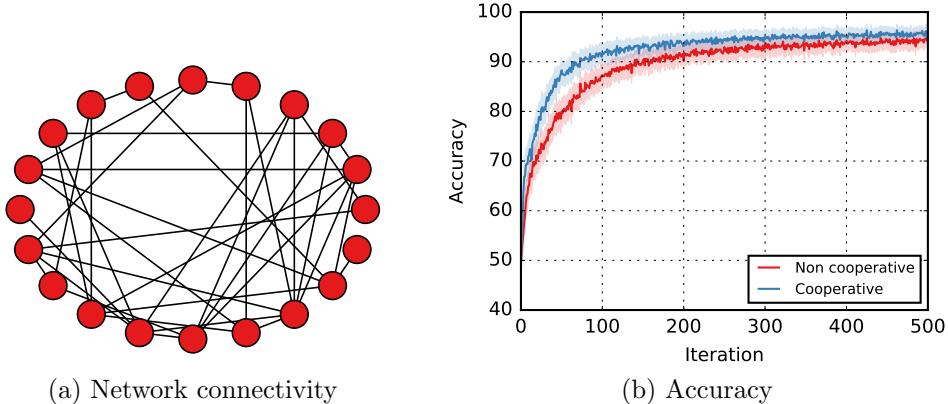 100
90
80
70
60
50
40
Accuracy
0 100 200 300 400 500
Iteration
Non cooperative
Cooperative
(a) Network connectivity
(b) Accuracy